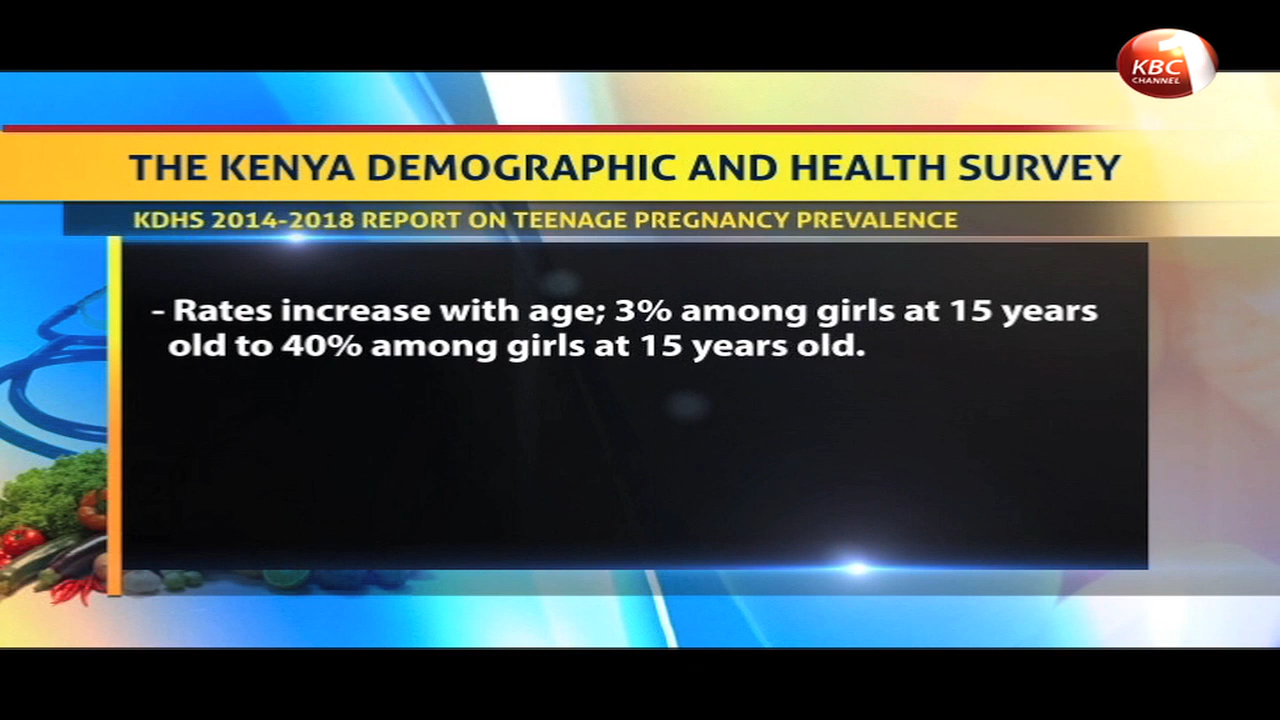 1
KBC
CHANNEL
THE KENYA DEMOGRAPHIC AND HEALTH SURVEY
KDHS 2014-2018 REPORT ON TEENAGE PREGNANCY PREVALENCE
- Rates increase with age; 3% among girls at 15 years
old to 40% among girls at 15 years old.